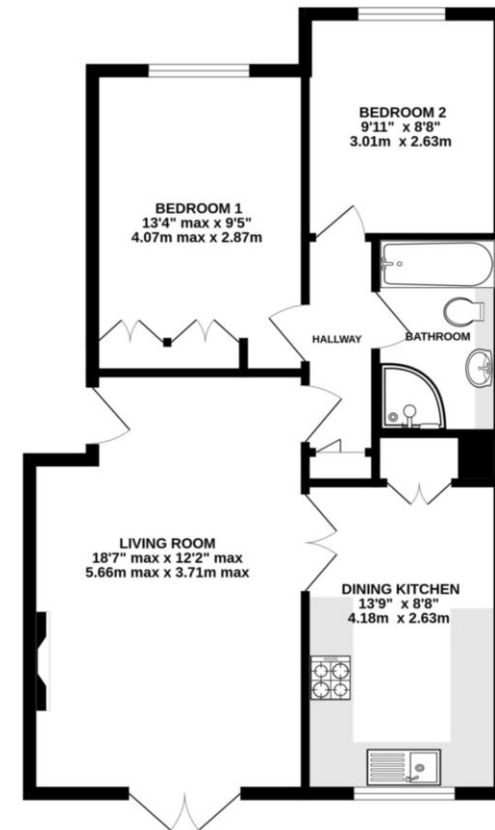 BEDROOM 2
9'11" x 8'8"
3.01m x 2.63m
BEDROOM 1
13'4" max x 9'5"
4.07m max x 2.87m
HALLWAY
BATHROOM
LIVING ROOM
18'7" max x 12'2" max
5.66m max x 3.71m max
DINING KITCHEN
13'9" x 8'8"
4.18m x 2.63m